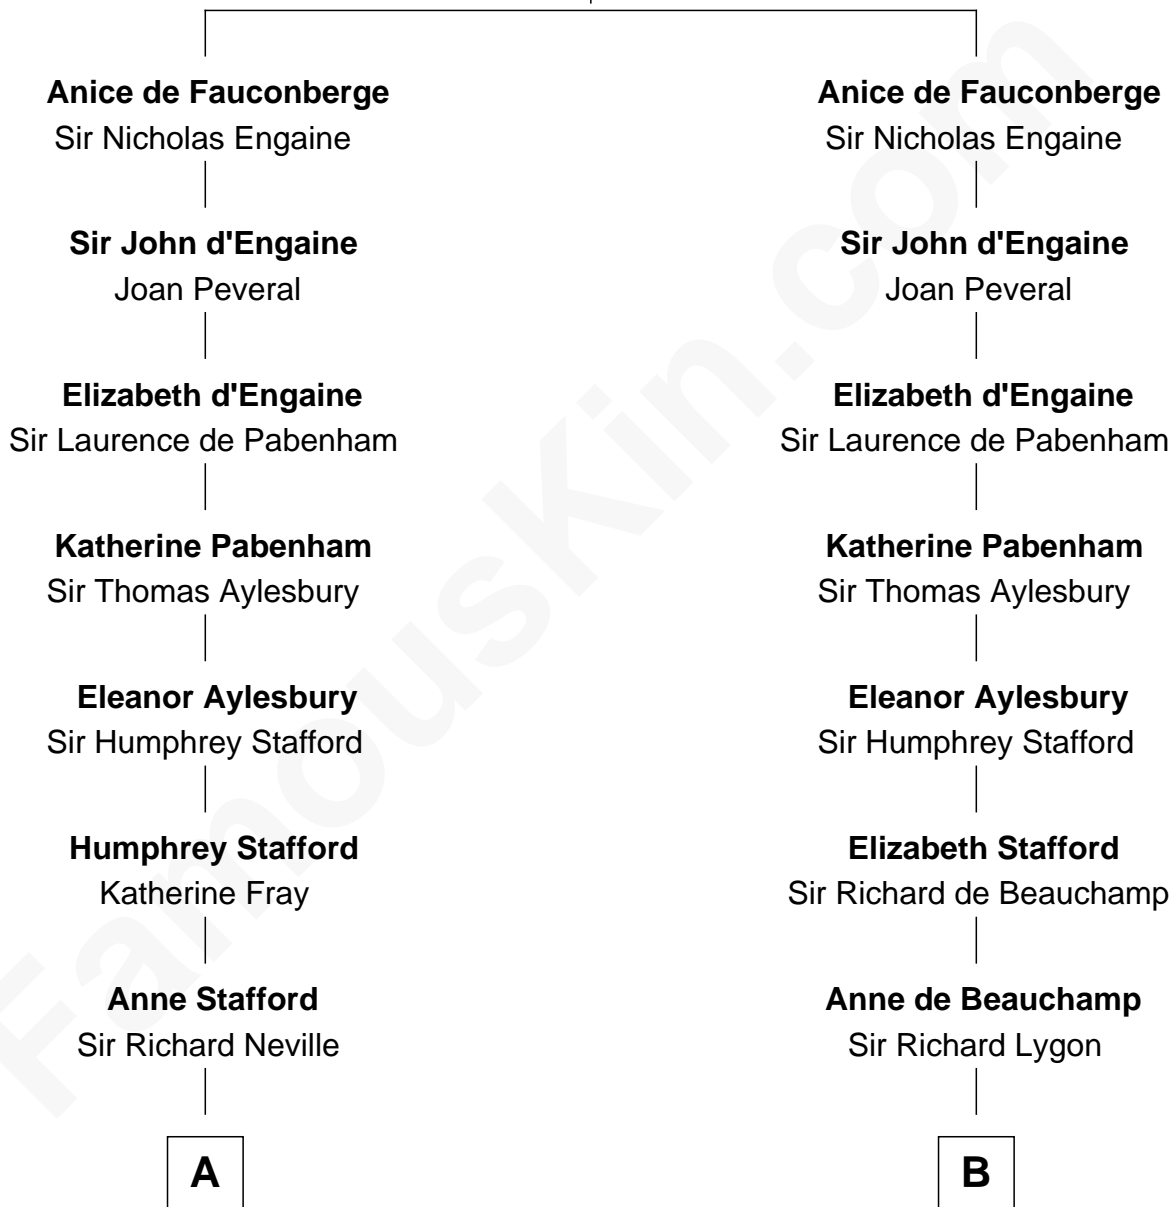 Anice de Fauconberge
Sir Nicholas Engaine
Sir John d'Engaine
Joan Peveral
Elizabeth d'Engaine
Sir Laurence de Pabenham
Katherine Pabenham
Sir Thomas Aylesbury
Eleanor Aylesbury
Sir Humphrey Stafford
Humphrey Stafford
Katherine Fray
Anne Stafford
Sir Richard Neville
A
Anice de Fauconberge
Sir Nicholas Engaine
Sir John d'Engaine
Joan Peveral
Elizabeth d'Engaine
Sir Laurence de Pabenham
Katherine Pabenham
Sir Thomas Aylesbury
Eleanor Aylesbury
Sir Humphrey Stafford
Elizabeth Stafford
Sir Richard de Beauchamp
Anne de Beauchamp
Sir Richard Lygon
B
FamousKin.com